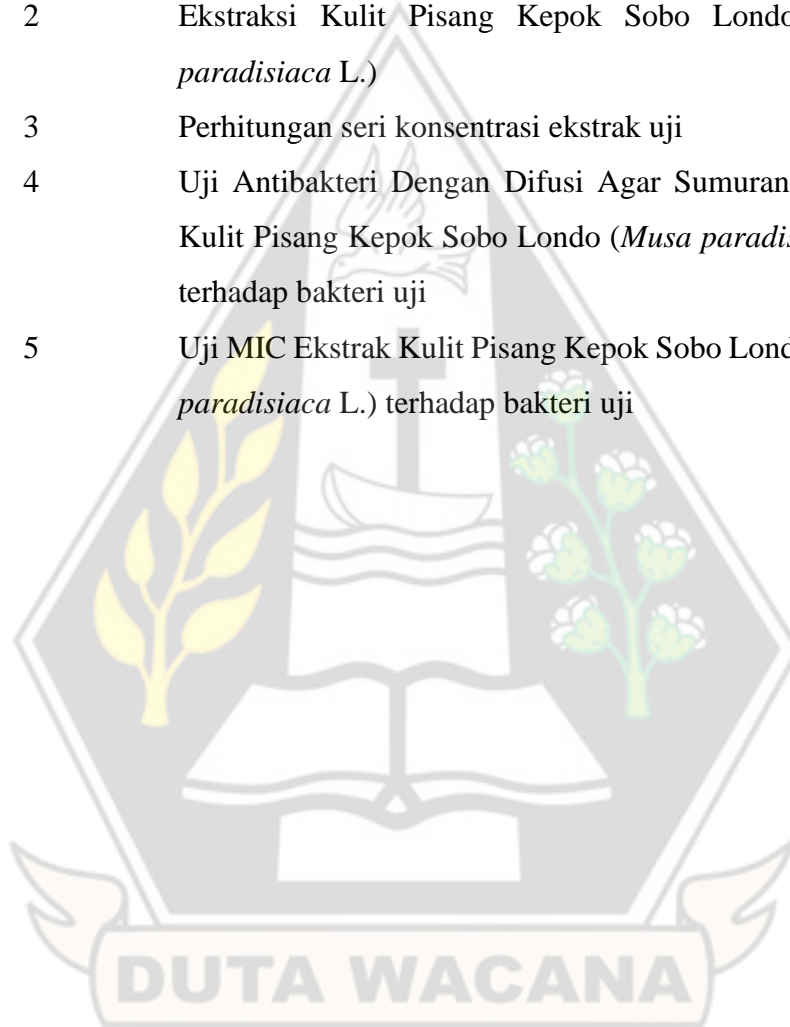 2 Ekstraksi Kulit Pisang Kepok Sobo Londo
paradisiaca L.)
3 Perhitungan seri konsentrasi ekstrak uji
4 Uji Antibakteri Dengan Difusi Agar Sumuran
Kulit Pisang Kepok Sobo Londo (Musa paradis
terhadap bakteri uji
5 Uji MIC Ekstrak Kulit Pisang Kepok Sobo Lond
paradisiaca L.) terhadap bakteri uji
DUTA WACANA